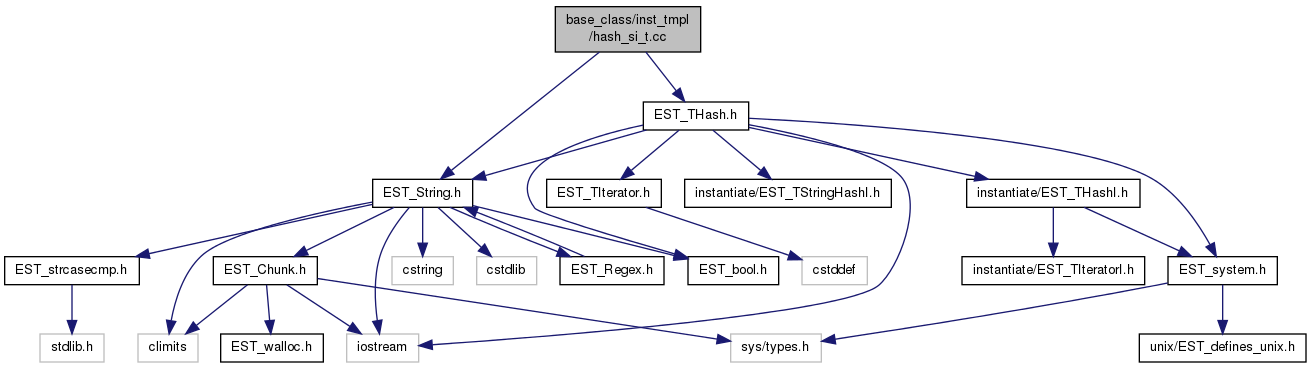 base_class/inst_tmpl
/hash_si_t.cc
EST_THash.h
EST_String.h
EST_TIterator.h
instantiate/EST_TStringHashI.h
instantiate/EST_THashI.h
EST_strcasecmp.h
EST_Chunk.h
cstring
cstdlib
EST_Regex.h
EST_bool.h
cstddef
instantiate/EST_TIteratorI.h
EST_system.h
stdlib.h
climits
EST_walloc.h
iostream
sys/types.h
unix/EST_defines_unix.h